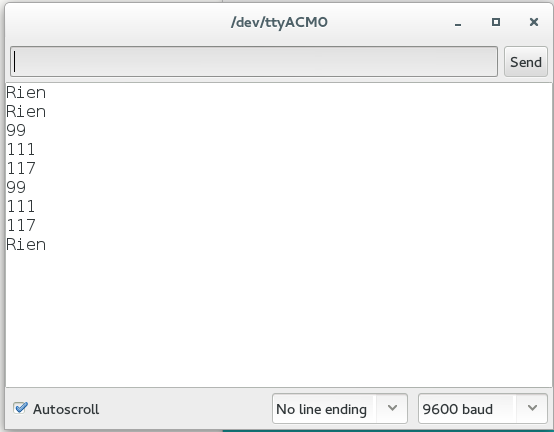 /dev/ttyACM0
Send
Rien
Rien
99
111
117
99
111
117
Rien
Autoscroll
No line ending
9600 baud